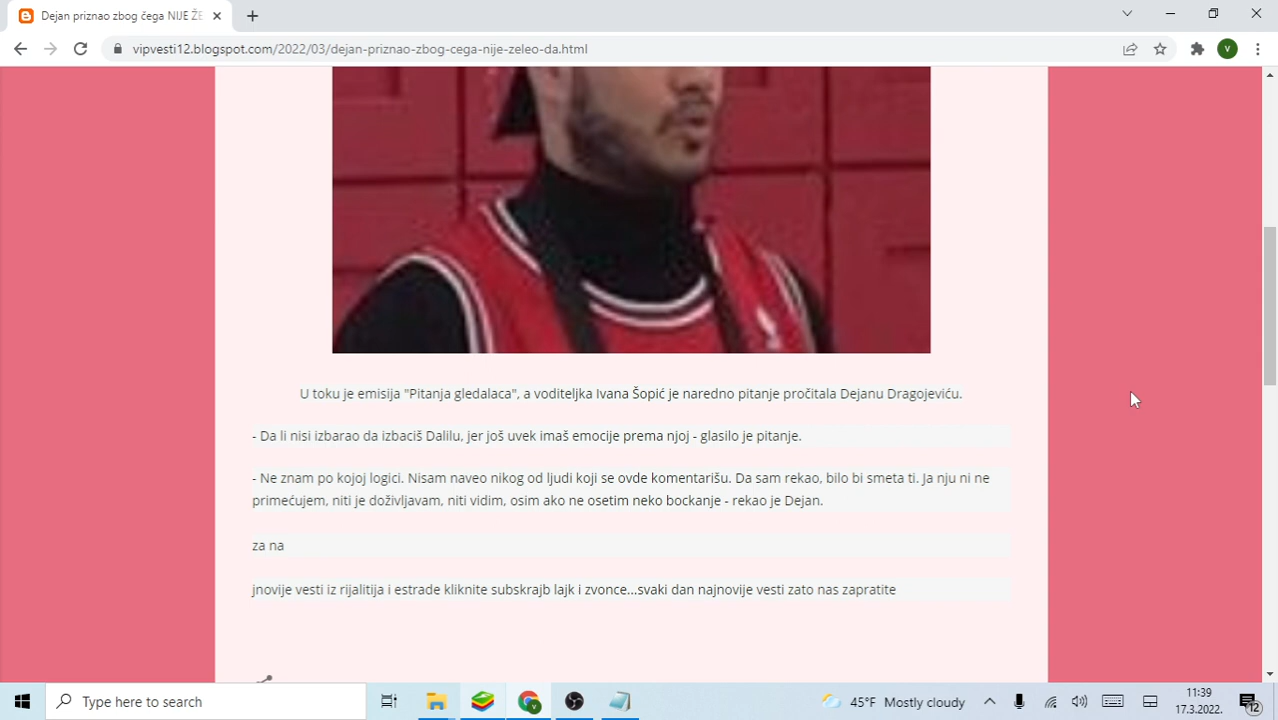 Dejan priznao zbog čega NIJE ŽE
vipvesti12.blogspot.com/2022/03/dejan-priznao-zbog-cega-nije-zeleo-da.html
V
U toku je emisija "Pitanja gledalaca", a voditeljka Ivana Šopić je naredno pitanje pročitala Dejanu Dragojeviću.
- Da li nisi izbarao da izbaciš Dalilu, jer još uvek imaš emocije prema njoj - glasilo je pitanje.
- Ne znam po kojoj logici. Nisam naveo nikog od ljudi koji se ovde komentarišu. Da sam rekao, bilo bi smeta ti. Ja nju ni ne
primećujem, niti je doživljavam, niti vidim, osim ako ne osetim neko bockanje - rekao je Dejan.
za na
jnovije vesti iz rijalitija i estrade kliknite subskrajb lajk i zvonce...svaki dan najnovije vesti zato nas zapratite
Type here to search
45°F Mostly cloudy
11:39
17.3.2022.
12